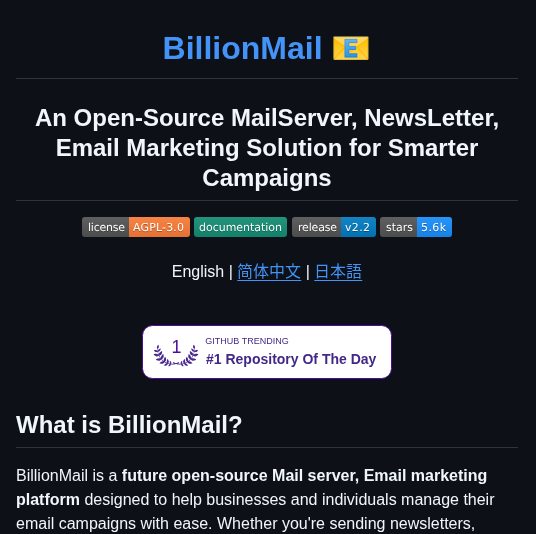 BillionMail 📧
An Open-Source MailServer, NewsLetter,
Email Marketing Solution for Smarter
Campaigns
license AGPL-3.0 documentation release v2.2 stars 5.6k
English | 简体中文 | 日本語
1 GITHUB TRENDING
#1 Repository Of The Day
What is BillionMail?
BillionMail is a future open-source Mail server, Email marketing
platform designed to help businesses and individuals manage their
email campaigns with ease. Whether you're sending newsletters,